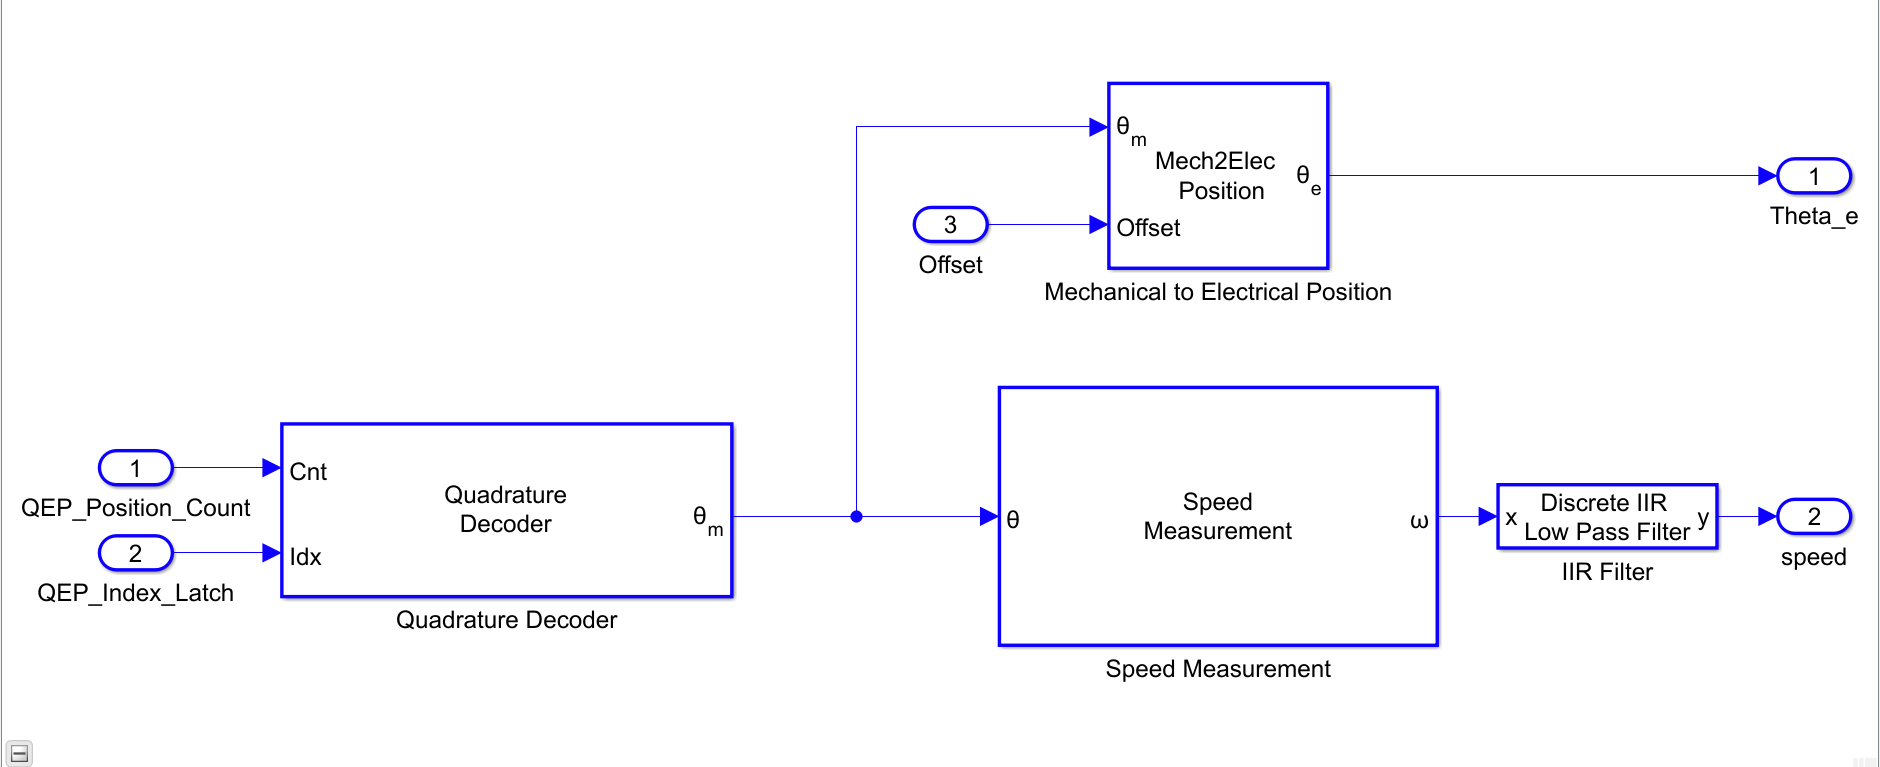 θm
Mech2Elec
Position
θe
Offset
Mechanical to Electrical Position
3
Offset
1
Theta_e
1
QEP_Position_Count
2
QEP_Index_Latch
Cnt
Idx
Quadrature
Decoder
θm
Quadrature Decoder
θ
Speed
Measurement
ω
Speed Measurement
x
Discrete IIR
Low Pass Filter
y
IIR Filter
2
speed